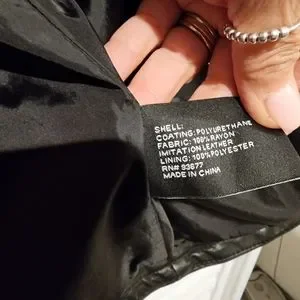 SHELL:
COATING: POLYURETHANE
FABRIC: 100% RAYON
IMITATION LEATHER
LINING: 100% POLYESTER
RN# 93677
MADE IN CHINA